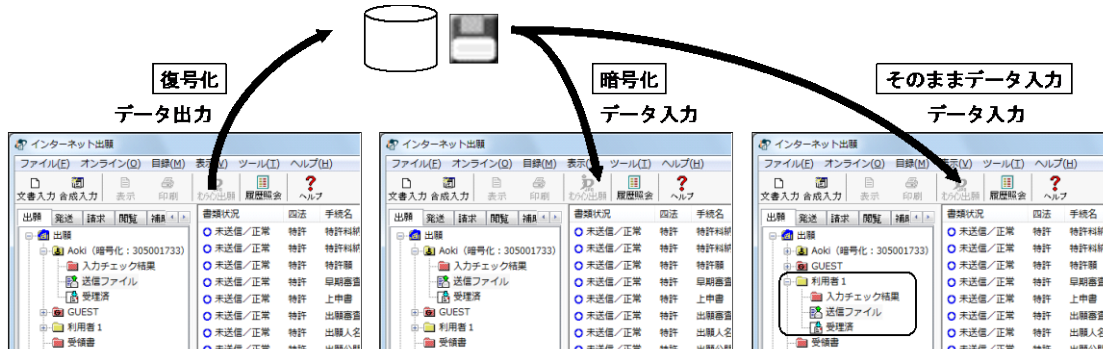 復号化
データ出力
暗号化
データ入力
そのままデータ入力
データ入力
インターネット出願
ファイル(F) オンライン(O) 目録(M) 表示(V) ツール(T) ヘルプ(H)
文書入力 合成入力 表示 印刷 わらくら出願 履歴照会 ヘルプ
出願 発送 請求 閲覧
書類状況 四法 手続名
出願
Aoki（暗号化：305001733）
入力チェック結果
送信ファイル
受理済
GUEST
利用者1
受領書
未送信／正常 特許 特許料納
未送信／正常 特許 特許料納
未送信／正常 特許 特許願
未送信／正常 特許 早期審査
未送信／正常 特許 上申書
未送信／正常 特許 出願審査
未送信／正常 特許 出願人名
インターネット出願
ファイル(F) オンライン(O) 目録(M) 表示(V) ツール(T) ヘルプ(H)
文書入力 合成入力 表示 印刷 履歴照会 ヘルプ
出願 発送 請求 閲覧
書類状況 四法 手続名
出願
Aoki（暗号化：305001733）
入力チェック結果
送信ファイル
受理済
GUEST
利用者1
受領書
未送信／正常 特許 特許料納
未送信／正常 特許 特許料納
未送信／正常 特許 特許願
未送信／正常 特許 早期審査
未送信／正常 特許 上申書
未送信／正常 特許 出願審査
未送信／正常 特許 出願人名
インターネット出願
ファイル(F) オンライン(O) 目録(M) 表示(V) ツール(T) ヘルプ(H)
文書入力 合成入力 表示 印刷 履歴照会 ヘルプ
出願 発送 請求 閲覧
書類状況 四法 手続名
出願
Aoki（暗号化：305001733）
GUEST
利用者1
入力チェック結果
送信ファイル
受理済
受領書
未送信／正常 特許 特許料納
未送信／正常 特許 特許料納
未送信／正常 特許 特許願
未送信／正常 特許 早期審査
未送信／正常 特許 上申書
未送信／正常 特許 出願審査
未送信／正常 特許 出願人名